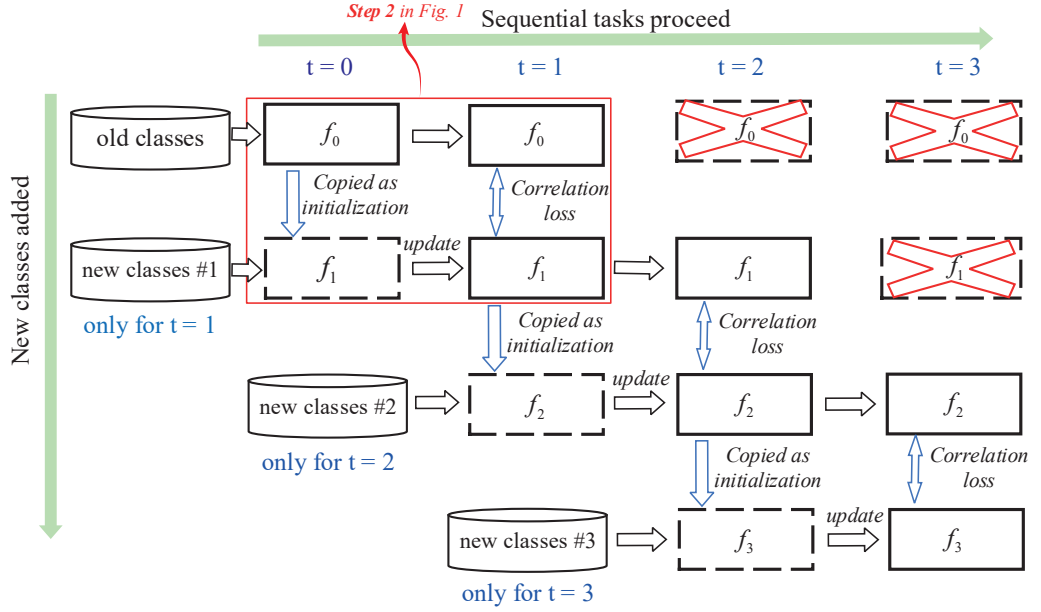 Step 2 in Fig. 1
Sequential tasks proceed
t = 0
t = 1
t = 2
t = 3
New classes added
old classes
f0
f0
f0
f0
Copied as
initialization
Correlation
loss
new classes #1
f1
update
f1
f1
f1
only for t = 1
Copied as
initialization
Correlation
loss
new classes #2
f2
update
f2
f2
only for t = 2
Copied as
initialization
Correlation
loss
new classes #3
f3
update
f3
only for t = 3